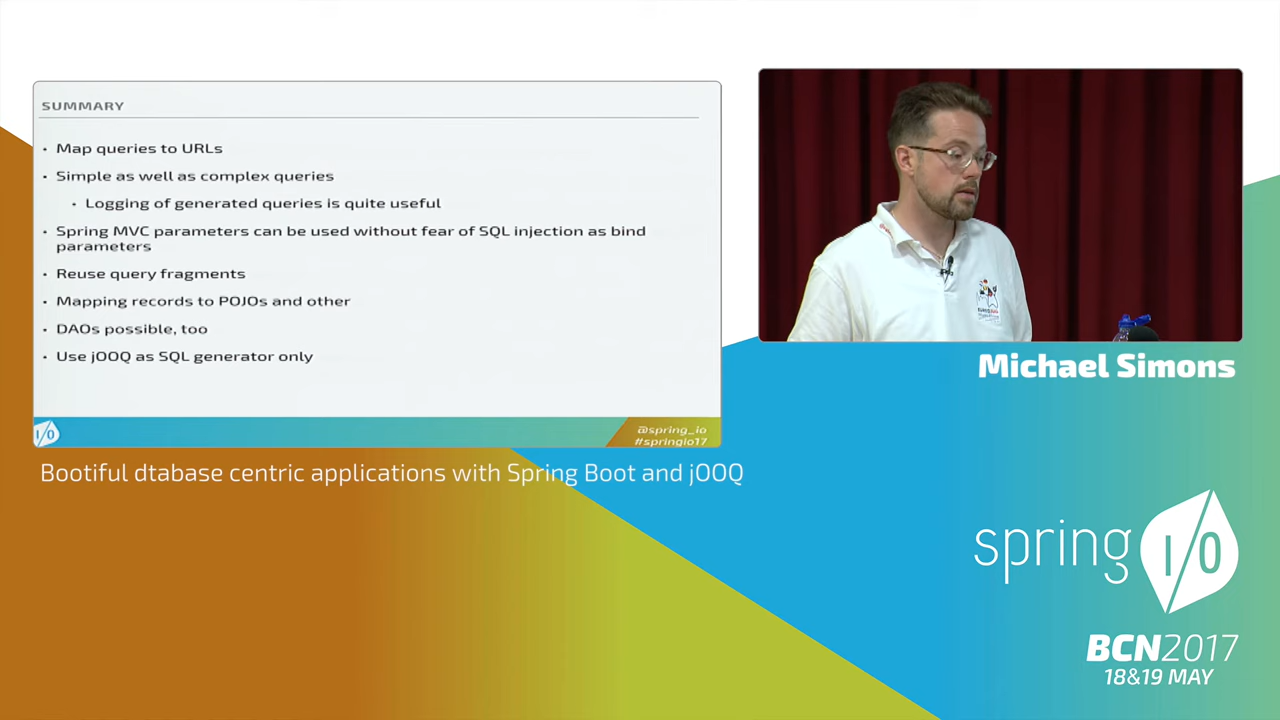 SUMMARY
• Map queries to URLs
• Simple as well as complex queries
• Logging of generated queries is quite useful
• Spring MVC parameters can be used without fear of SQL injection as bind
parameters
• Reuse query fragments
• Mapping records to POJOs and other
• DAOs possible, too
• Use jOOQ as SQL generator only
I/O
@spring_io
#springio17
Michael Simons
Bootiful dtabase centric applications with Spring Boot and jOOQ
spring I/O
BCN2017
18&19 MAY